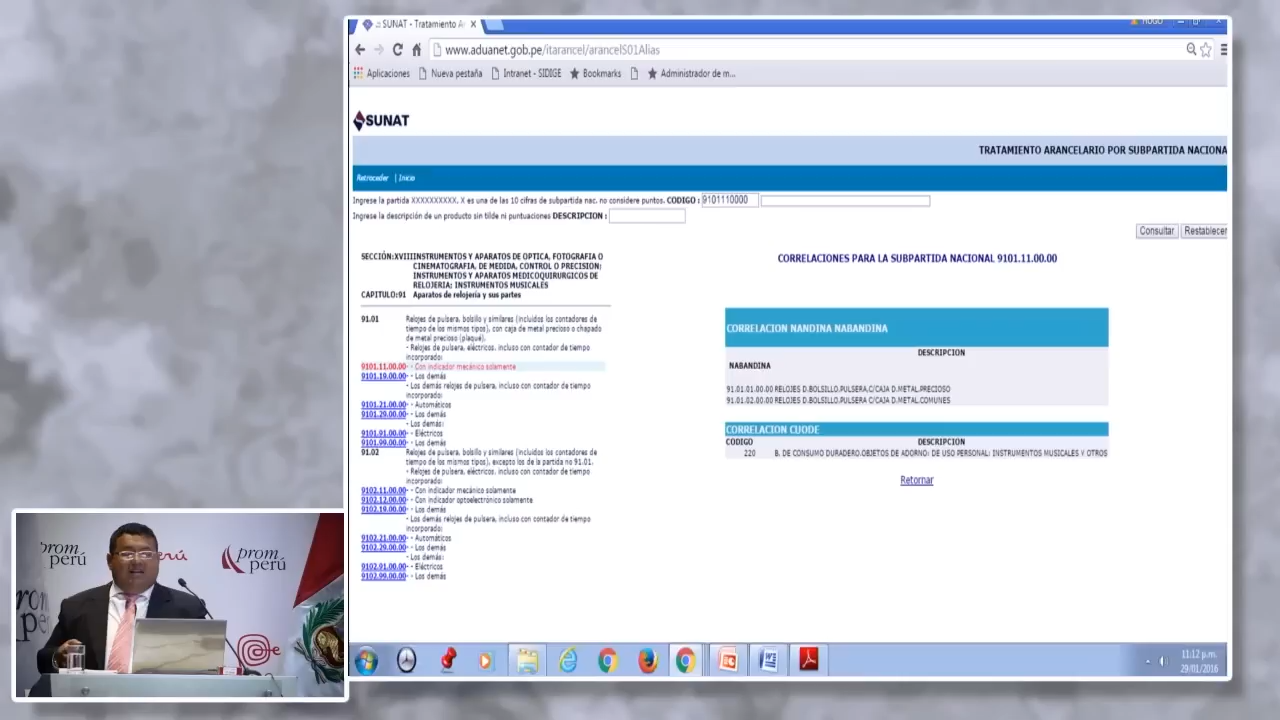 .:: SUNAT - Tratamiento Ar
HUGO
www.aduanet.gob.pe/itarancel/arancelS01Alias
Aplicaciones Nueva pestaña Intranet - SIDIGE Bookmarks Administrador de m...
SUNAT
TRATAMIENTO ARANCELARIO POR SUBPARTIDA NACIONA
Retroceder | Inicio
Ingrese la partida XXXXXXXXXX, X es una de las 10 cifras de subpartida nac. no considere puntos. CODIGO : 9101110000
Ingrese la descripción de un producto sin tilde ni puntuaciones DESCRIPCION :
Consultar Restablecer
SECCIÓN:XVIII INSTRUMENTOS Y APARATOS DE OPTICA, FOTOGRAFIA O
CINEMATOGRAFIA, DE MEDIDA, CONTROL O PRECISION;
INSTRUMENTOS Y APARATOS MEDICOQUIRURGICOS DE
RELOJERIA; INSTRUMENTOS MUSICALES
CAPITULO:91 Aparatos de relojería y sus partes
91.01 Relojes de pulsera, bolsillo y similares (incluidos los contadores de
tiempo de los mismos tipos), con caja de metal precioso o chapado
de metal precioso (plaqué).
- Relojes de pulsera, eléctricos, incluso con contador de tiempo
incorporado:
9101.11.00.00 - - Con indicador mecánico solamente
9101.19.00.00 - - Los demás
- Los demás relojes de pulsera, incluso con contador de tiempo
incorporado:
9101.21.00.00 - - Automáticos
9101.29.00.00 - - Los demás
- Los demás:
9101.91.00.00 - - Eléctricos
9101.99.00.00 - - Los demás
91.02 Relojes de pulsera, bolsillo y similares (incluidos los contadores de
tiempo de los mismos tipos), excepto los de la partida no 91.01.
- Relojes de pulsera, eléctricos, incluso con contador de tiempo
incorporado:
9102.11.00.00 - - Con indicador mecánico solamente
9102.12.00.00 - - Con indicador optoelectrónico solamente
9102.19.00.00 - - Los demás
- Los demás relojes de pulsera, incluso con contador de tiempo
incorporado:
9102.21.00.00 - - Automáticos
9102.29.00.00 - - Los demás
- Los demás:
9102.91.00.00 - - Eléctricos
9102.99.00.00 - - Los demás
CORRELACIONES PARA LA SUBPARTIDA NACIONAL 9101.11.00.00
CORRELACION NANDINA NABANDINA
DESCRIPCION
NABANDINA
91.01.01.00.00 RELOJES D.BOLSILLO,PULSERA,C/CAJA D.METAL.PRECIOSO
91.01.02.00.00 RELOJES D.BOLSILLO,PULSERA C/CAJA D.METAL.COMUNES
CORRELACION CUODE
CODIGO DESCRIPCION
220 B. DE CONSUMO DURADERO.OBJETOS DE ADORNO; DE USO PERSONAL; INSTRUMENTOS MUSICALES Y OTROS
Retornar
11:12 p.m.
29/01/2016
prom
perú
perú
prom
perú